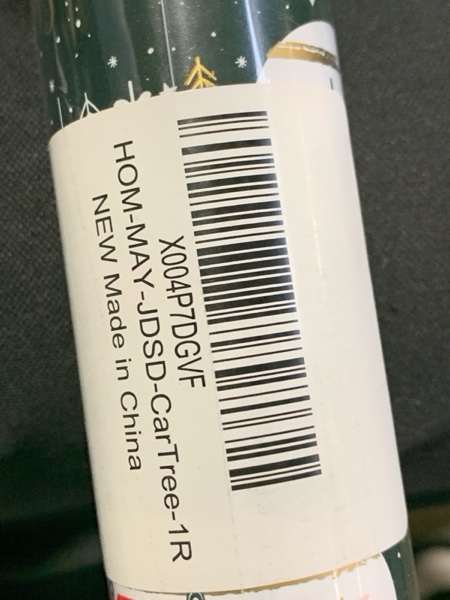 X004P7DGVF
HOM-MAY-JDSD-CarTree-1R
NEW Made in China